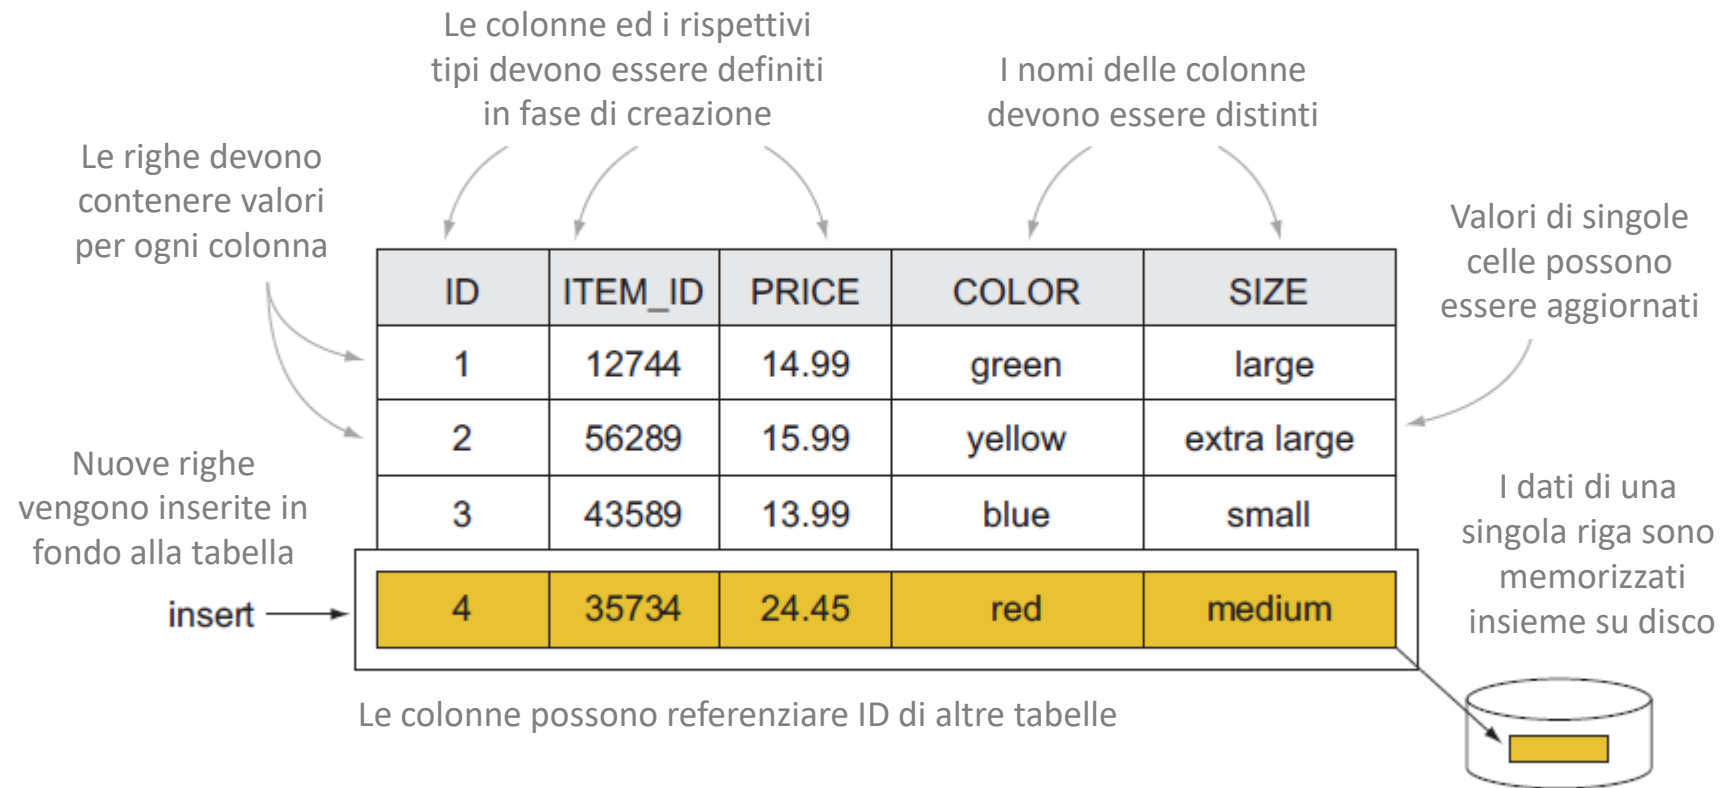 Le colonne ed i rispettivi
tipi devono essere definiti
in fase di creazione
I nomi delle colonne
devono essere distinti
Le righe devono
contenere valori
per ogni colonna
Valori di singole
celle possono
essere aggiornati
ID ITEM_ID PRICE COLOR SIZE
1 12744 14.99 green large
2 56289 15.99 yellow extra large
3 43589 13.99 blue small
Nuove righe
vengono inserite in
fondo alla tabella
I dati di una
singola riga sono
memorizzati
insieme su disco
insert
4 35734 24.45 red medium
Le colonne possono referenziare ID di altre tabelle